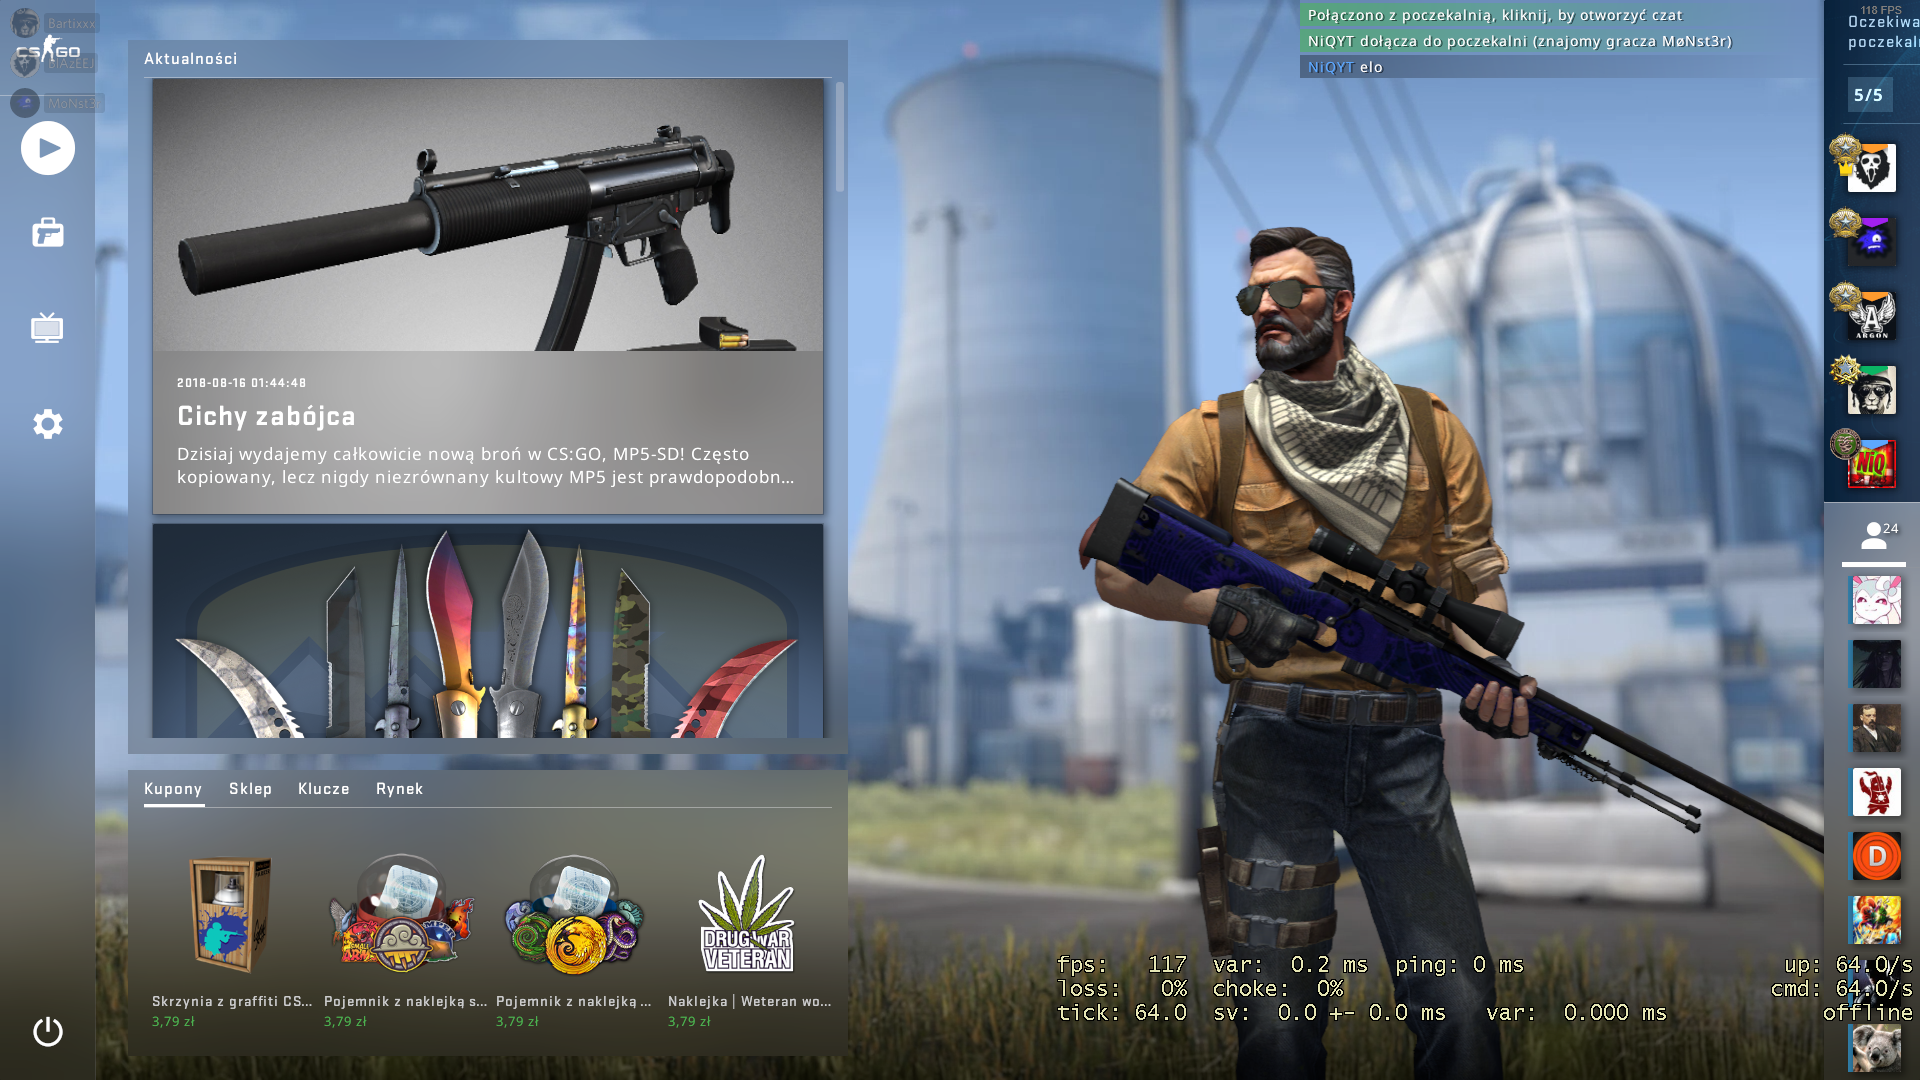 Bartixxx
CS GO
MoNst3r
Aktualności
2018-08-16 01:44:48
Cichy zabójca
Dzisiaj wydajemy całkowicie nową broń w CS:GO, MP5-SD! Często
kopiowany, lecz nigdy niezrównany kultowy MP5 jest prawdopodobn...
Kupony Sklep Klucze Rynek
DRUG WAR
VETERAN
Skrzynia z graffiti CS... Pojemnik z naklejką s... Pojemnik z naklejką ... Naklejka | Weteran wo...
3,79 zł 3,79 zł 3,79 zł 3,79 zł
Połączono z poczekalnią, kliknij, by otworzyć czat
NiQYT dołącza do poczekalni (znajomy gracza MøNst3r)
NiQYT elo
118 FPS
poczekal
5/5
ARGON
NiQ
24
D
fps: 117 var: 0.2 ms ping: 0 ms up: 64.0/s
loss: 0% choke: 0% cmd: 64.0/s
tick: 64.0 sv: 0.0 +- 0.0 ms var: 0.000 ms offline